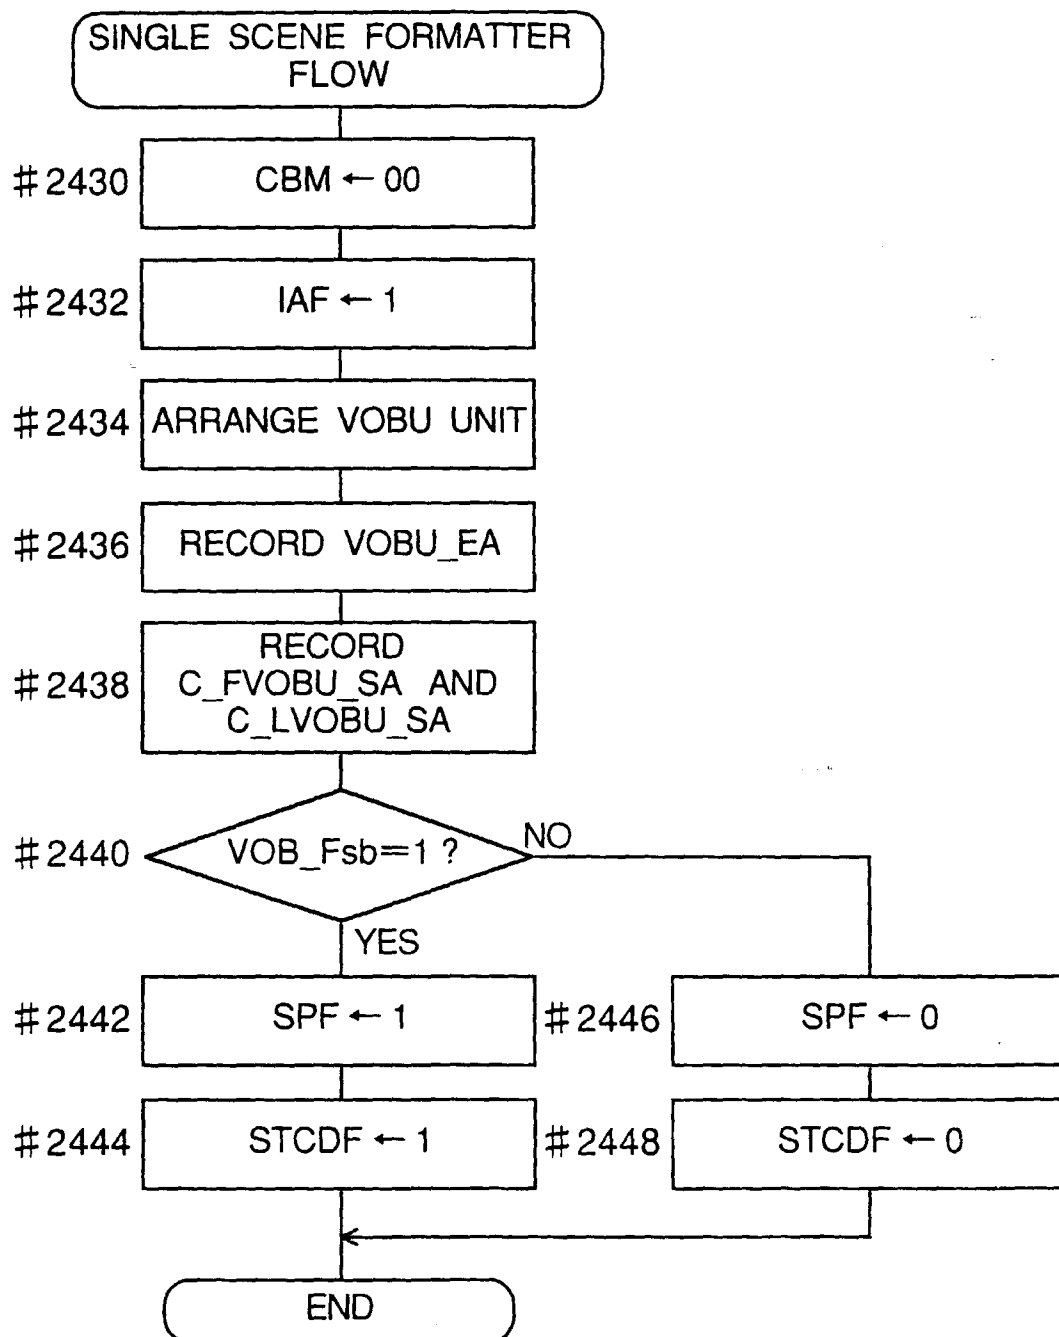 SINGLE SCENE FORMATTER
FLOW
#2430
CBM ← 00
#2432
IAF ← 1
#2434
ARRANGE VOBU UNIT
#2436
RECORD VOBU_EA
#2438
RECORD
C_FVOBU_SA AND
C_LVOBU_SA
#2440
VOB_Fsb=1 ?
NO
YES
#2442
SPF ← 1
#2446
SPF ← 0
#2444
STCDF ← 1
#2448
STCDF ← 0
END